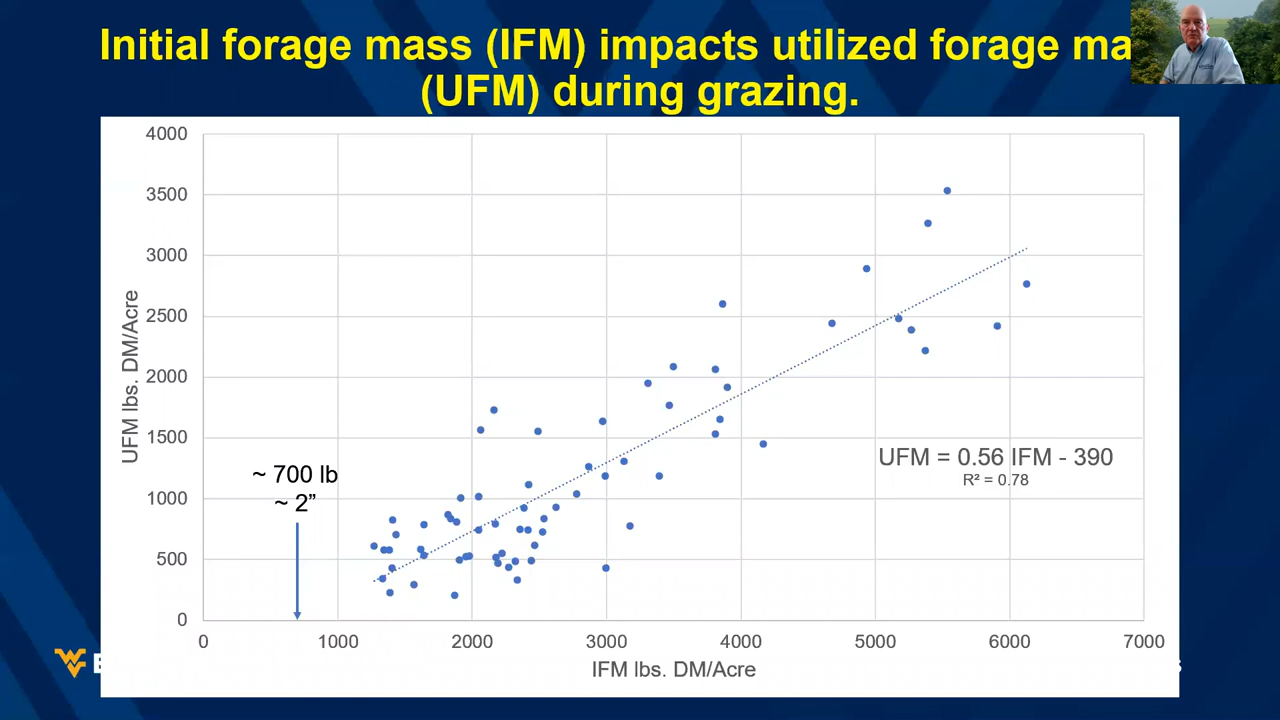 Initial forage mass (IFM) impacts utilized forage ma
(UFM) during grazing.
4000
3500
3000
2500
2000
1500
1000
500
0
UFM lbs. DM/Acre
~ 700 lb
~ 2”
UFM = 0.56 IFM - 390
R² = 0.78
0 1000 2000 3000 4000 5000 6000 7000
IFM lbs. DM/Acre